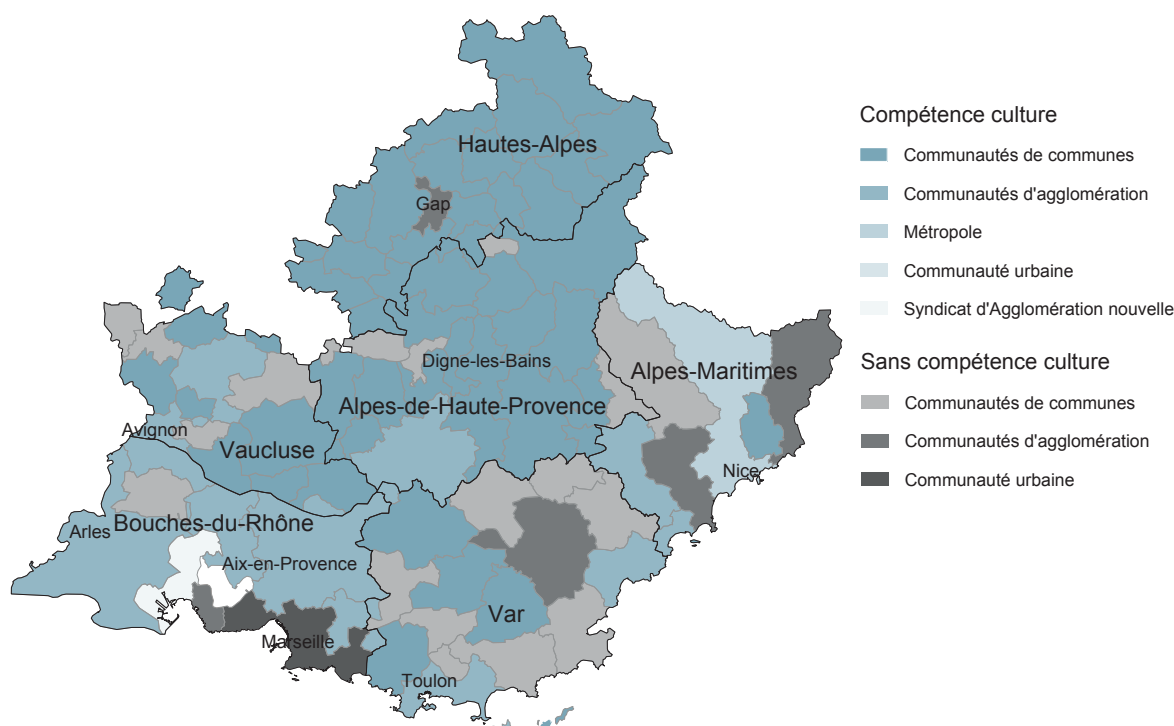 Hautes-Alpes
Gap
Digne-les-Bains
Alpes-Maritimes
Alpes-de-Haute-Provence
Avignon
Vaucluse
Nice
Bouches-du-Rhône
Arles
Aix-en-Provence
Var
Marseille
Toulon
Compétence culture
Communautés de communes
Communautés d'agglomération
Métropole
Communauté urbaine
Syndicat d'Agglomération nouvelle
Sans compétence culture
Communautés de communes
Communautés d'agglomération
Communauté urbaine